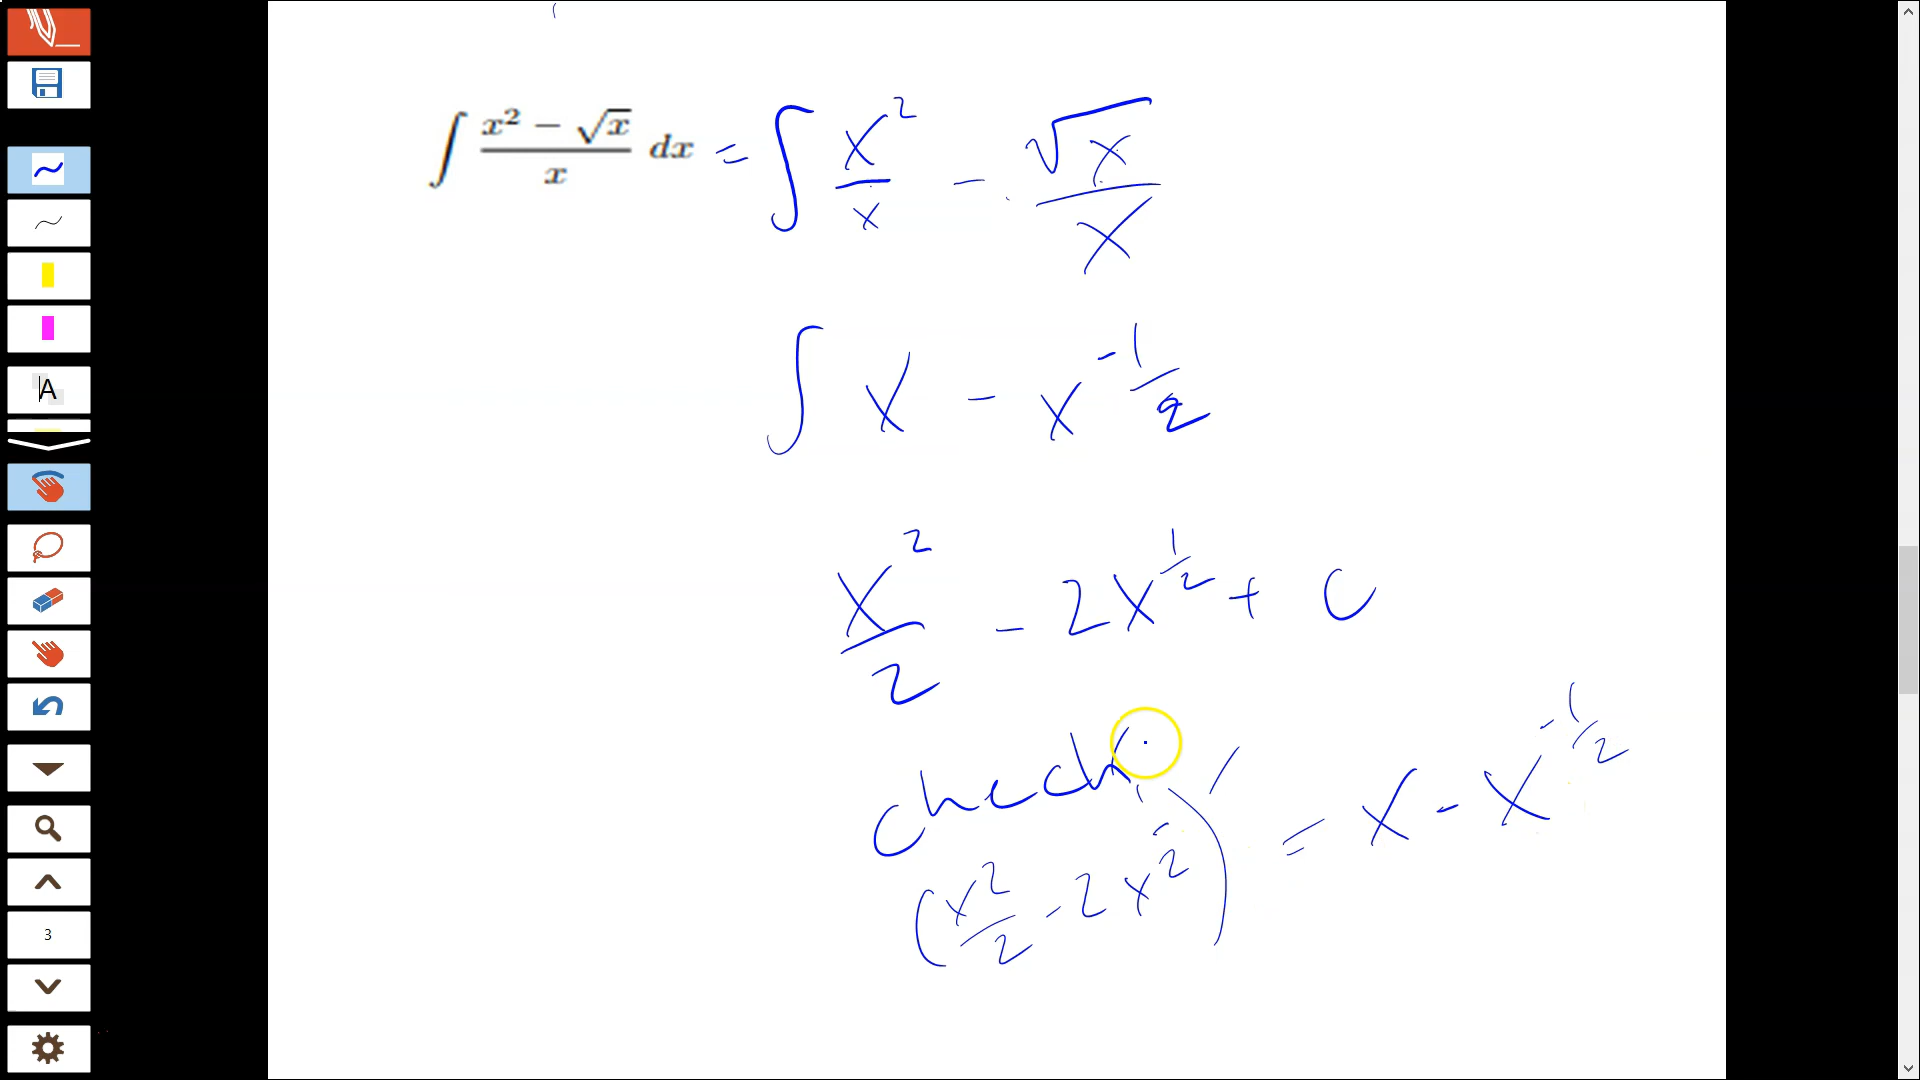 ∫ (x² − √x)/x dx = ∫ x²/x − √x/x
∫ x − x^(-1/2)
x²/2 − 2x^(1/2) + C
check:
(x²/2 − 2x^(1/2))′ = x − x^(-1/2)
A
3